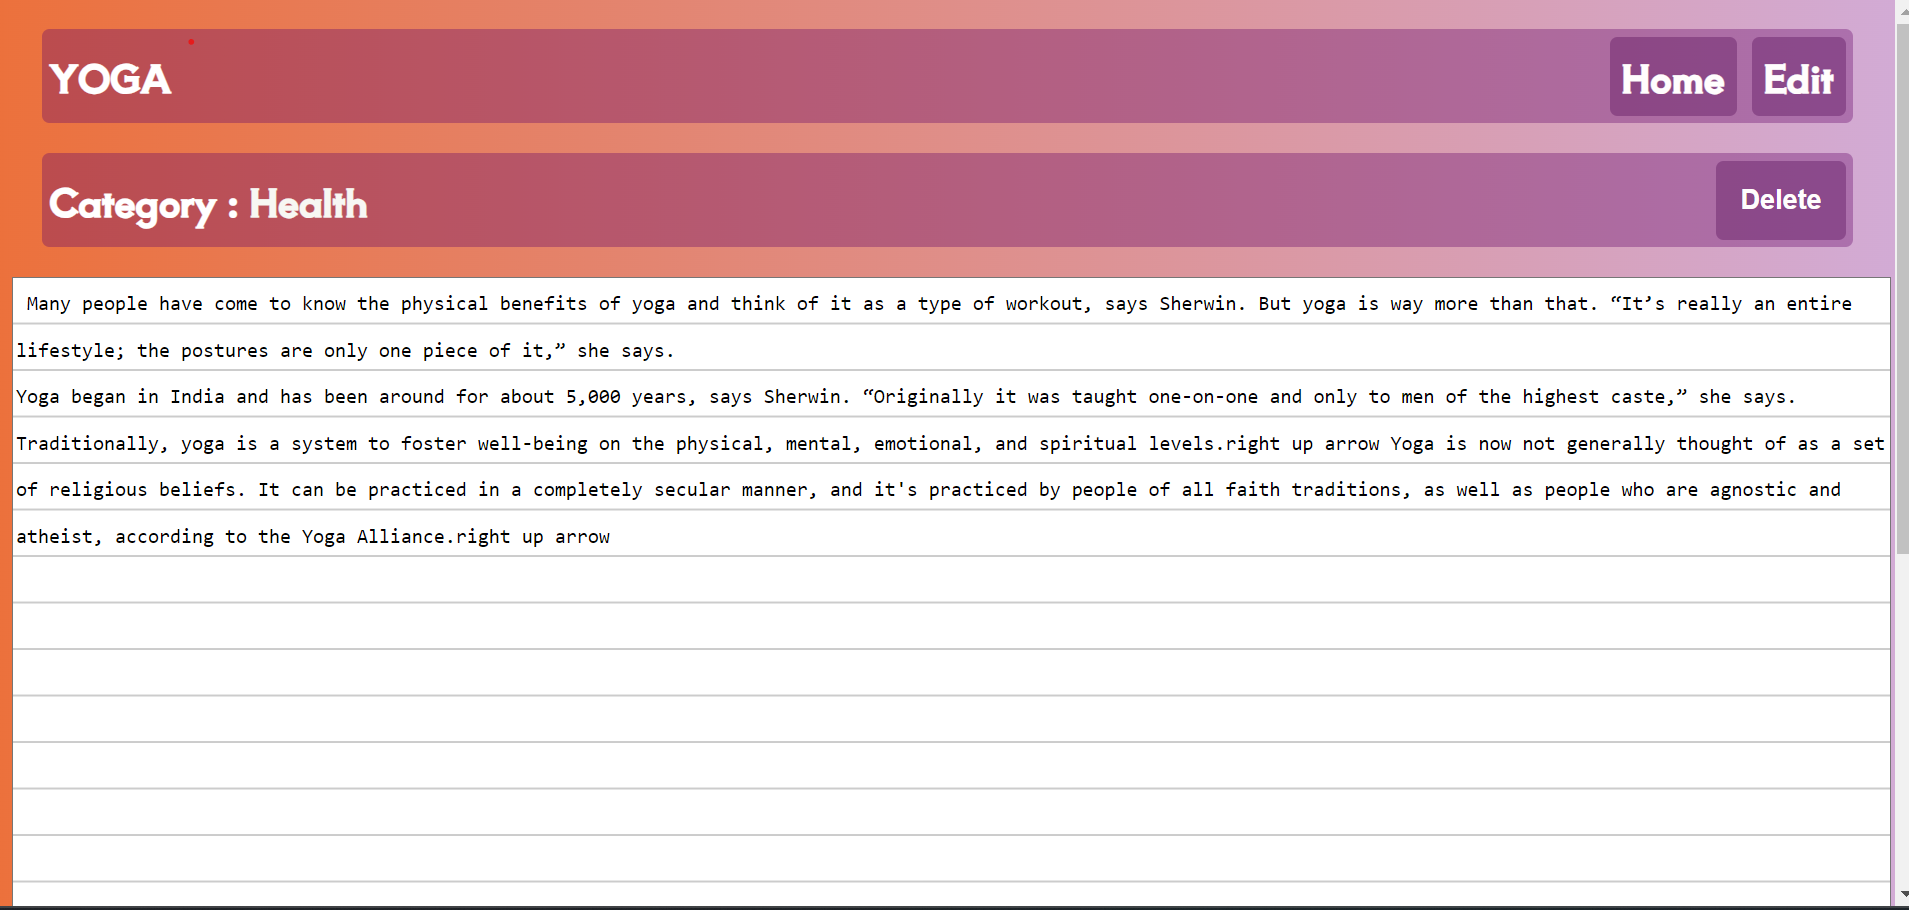 YOGA Home Edit
Category : Health Delete
Many people have come to know the physical benefits of yoga and think of it as a type of workout, says Sherwin. But yoga is way more than that. “It’s really an entire
lifestyle; the postures are only one piece of it,” she says.
Yoga began in India and has been around for about 5,000 years, says Sherwin. “Originally it was taught one-on-one and only to men of the highest caste,” she says.
Traditionally, yoga is a system to foster well-being on the physical, mental, emotional, and spiritual levels.right up arrow Yoga is now not generally thought of as a set
of religious beliefs. It can be practiced in a completely secular manner, and it's practiced by people of all faith traditions, as well as people who are agnostic and
atheist, according to the Yoga Alliance.right up arrow